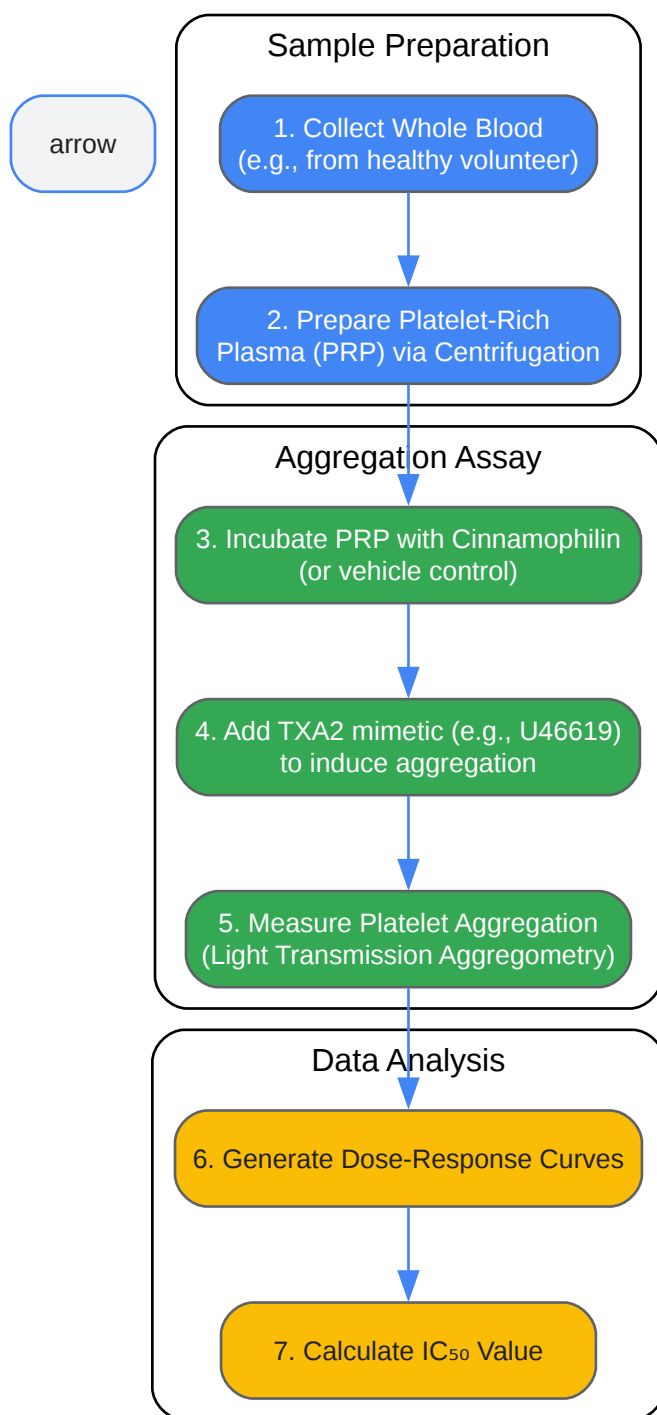 Sample Preparation
arrow
1. Collect Whole Blood
(e.g., from healthy volunteer)
2. Prepare Platelet-Rich
Plasma (PRP) via Centrifugation
Aggregation Assay
3. Incubate PRP with Cinnamophilin
(or vehicle control)
4. Add TXA2 mimetic (e.g., U46619)
to induce aggregation
5. Measure Platelet Aggregation
(Light Transmission Aggregometry)
Data Analysis
6. Generate Dose-Response Curves
7. Calculate IC₅₀ Value